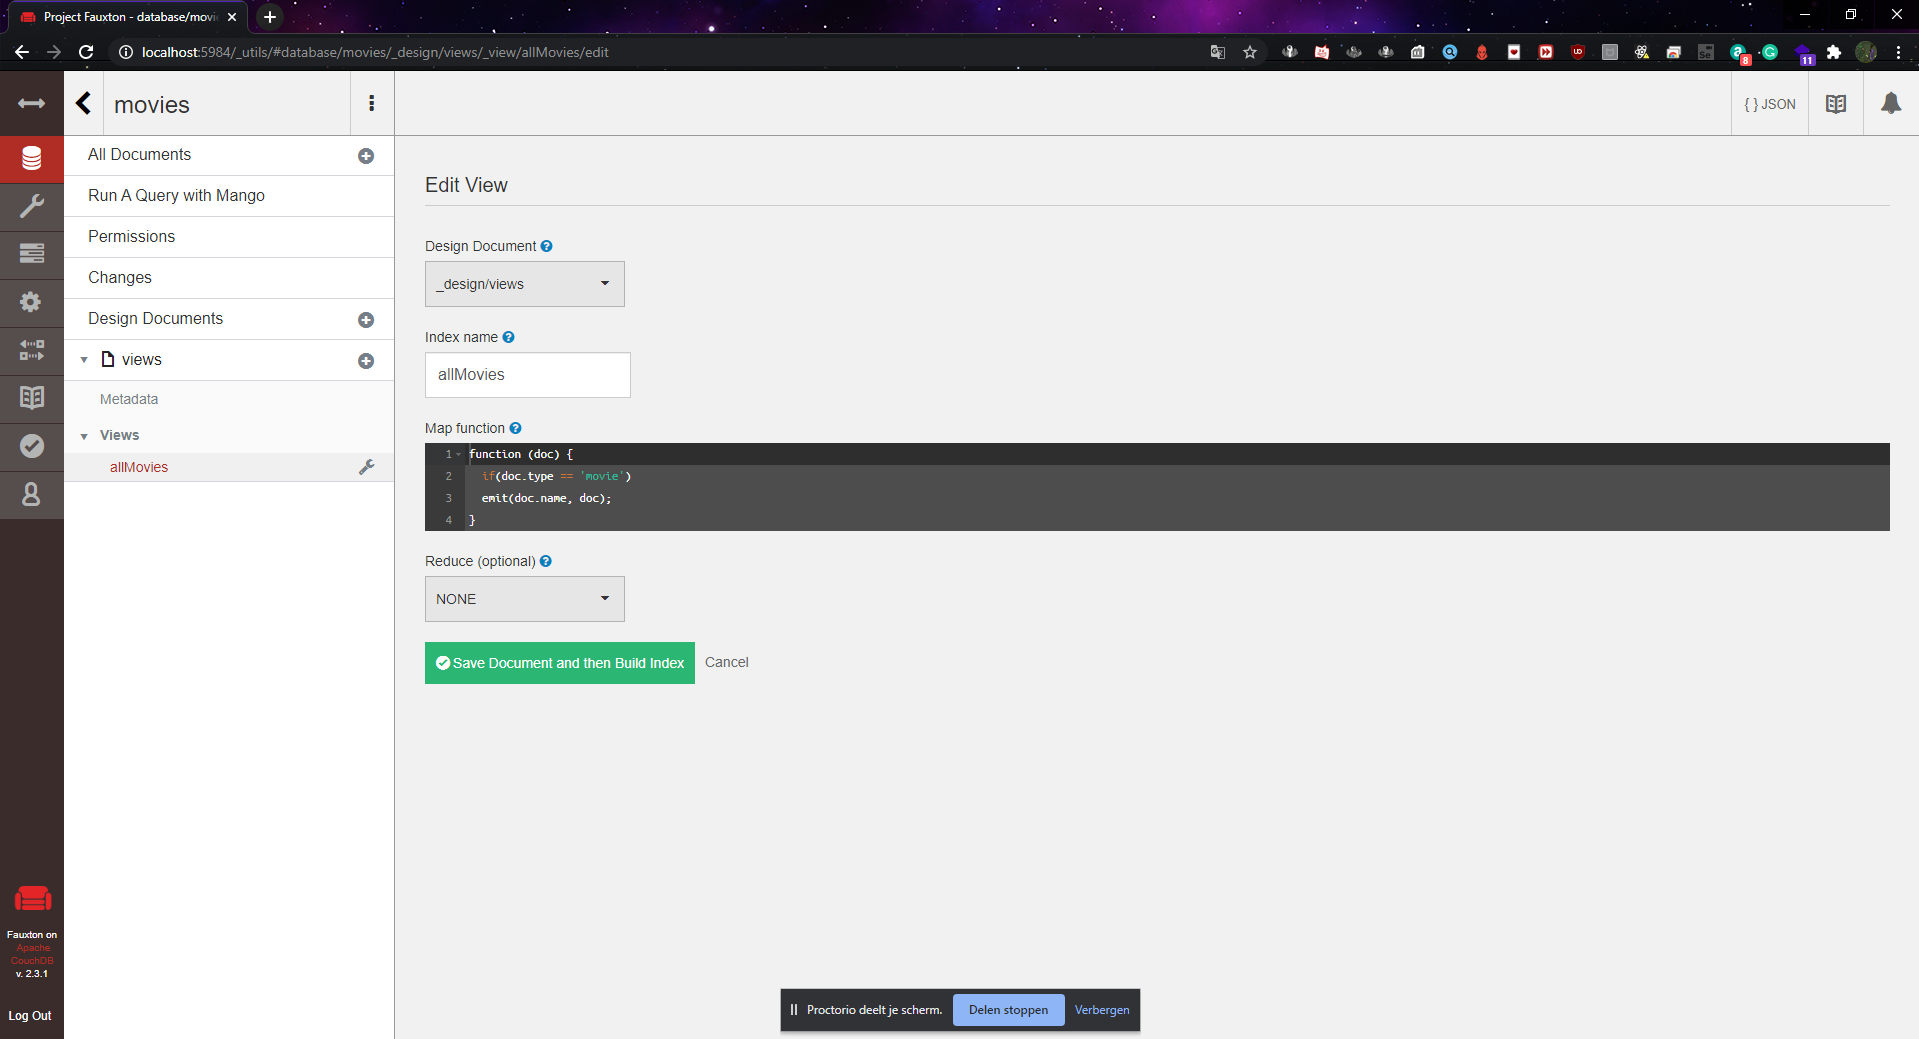 Project Fauxton - database/movi
localhost:5984/_utils/#database/movies/_design/views/_view/allMovies/edit
8
11
movies
{ } JSON
All Documents
Run A Query with Mango
Permissions
Changes
Design Documents
views
Metadata
Views
allMovies
Edit View
Design Document
_design/views
Index name
allMovies
Map function
1 function (doc) {
2 if(doc.type == 'movie')
3 emit(doc.name, doc);
4 }
Reduce (optional)
NONE
Save Document and then Build Index
Cancel
Fauxton on
Apache
CouchDB
v. 2.3.1
Log Out
Proctorio deelt je scherm.
Delen stoppen
Verbergen